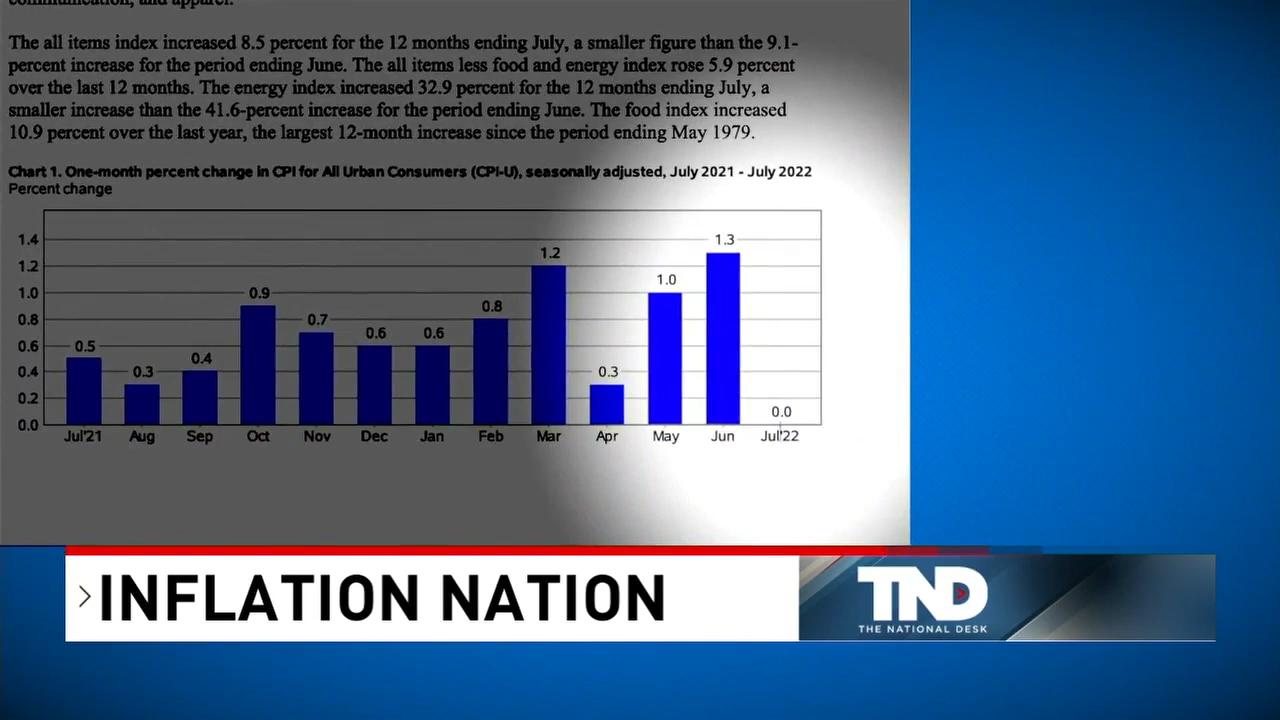 communication, and apparel.
The all items index increased 8.5 percent for the 12 months ending July, a smaller figure than the 9.1-
percent increase for the period ending June. The all items less food and energy index rose 5.9 percent
over the last 12 months. The energy index increased 32.9 percent for the 12 months ending July, a
smaller increase than the 41.6-percent increase for the period ending June. The food index increased
10.9 percent over the last year, the largest 12-month increase since the period ending May 1979.
Chart 1. One-month percent change in CPI for All Urban Consumers (CPI-U), seasonally adjusted, July 2021 - July 2022
Percent change
1.4
1.2
1.0
0.8
0.6
0.4
0.2
0.0
0.5
0.3
0.4
0.9
0.7
0.6
0.6
0.8
1.2
0.3
1.0
1.3
0.0
Jul'21 Aug Sep Oct Nov Dec Jan Feb Mar Apr May Jun Jul'22
INFLATION NATION
TND
THE NATIONAL DESK